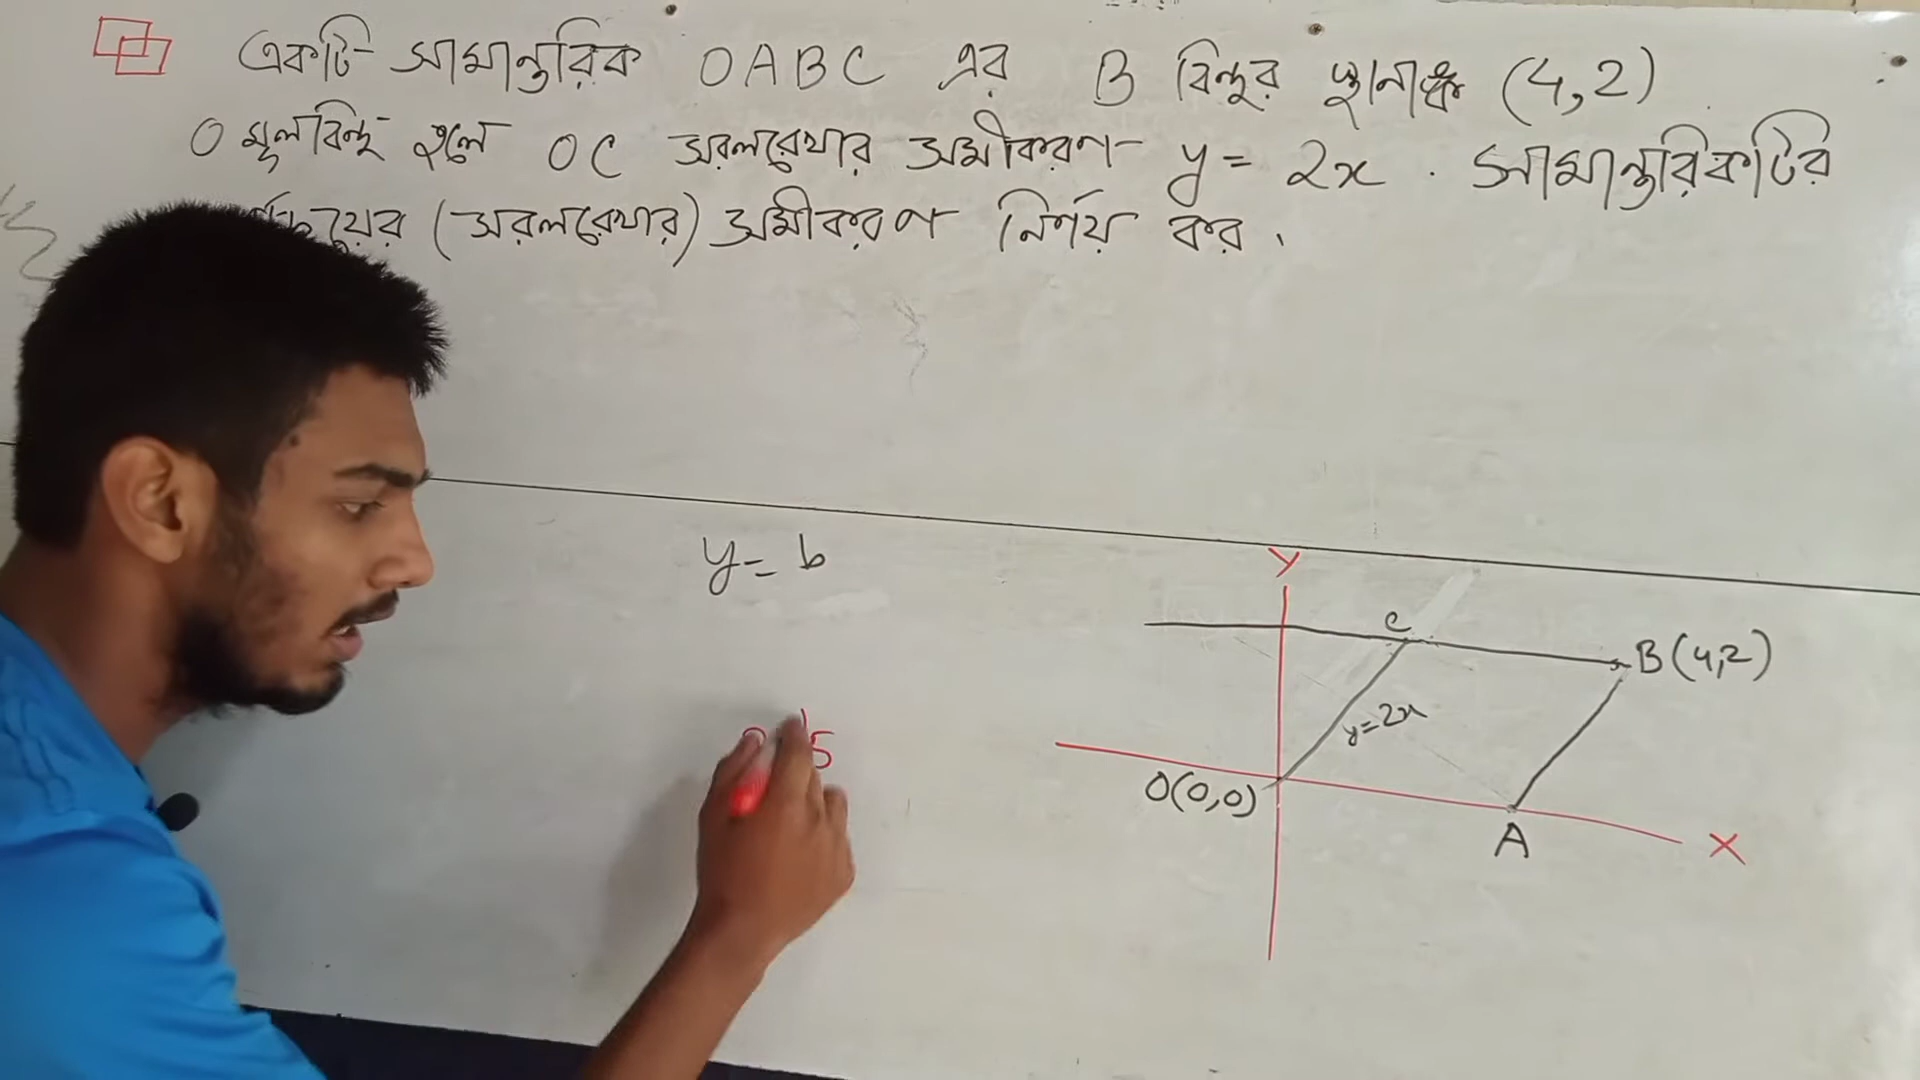 একটি সামান্তরিক OABC এর B বিন্দুর স্থানাঙ্ক (4,2)
O মূলবিন্দু হলে OC সরলরেখার সমীকরণ y = 2x . সামান্তরিকটির
(সরলরেখার) সমীকরণ নির্ণয় কর ।
y = b
Y
C
B(4,2)
y=2x
5
O(0,0)
A
X